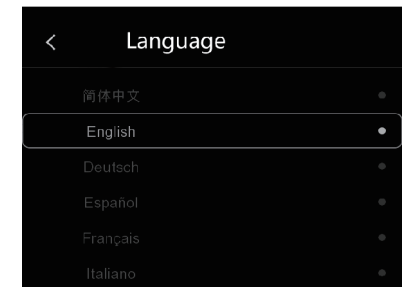 Language
简体中文
English
Deutsch
Español
Français
Italiano